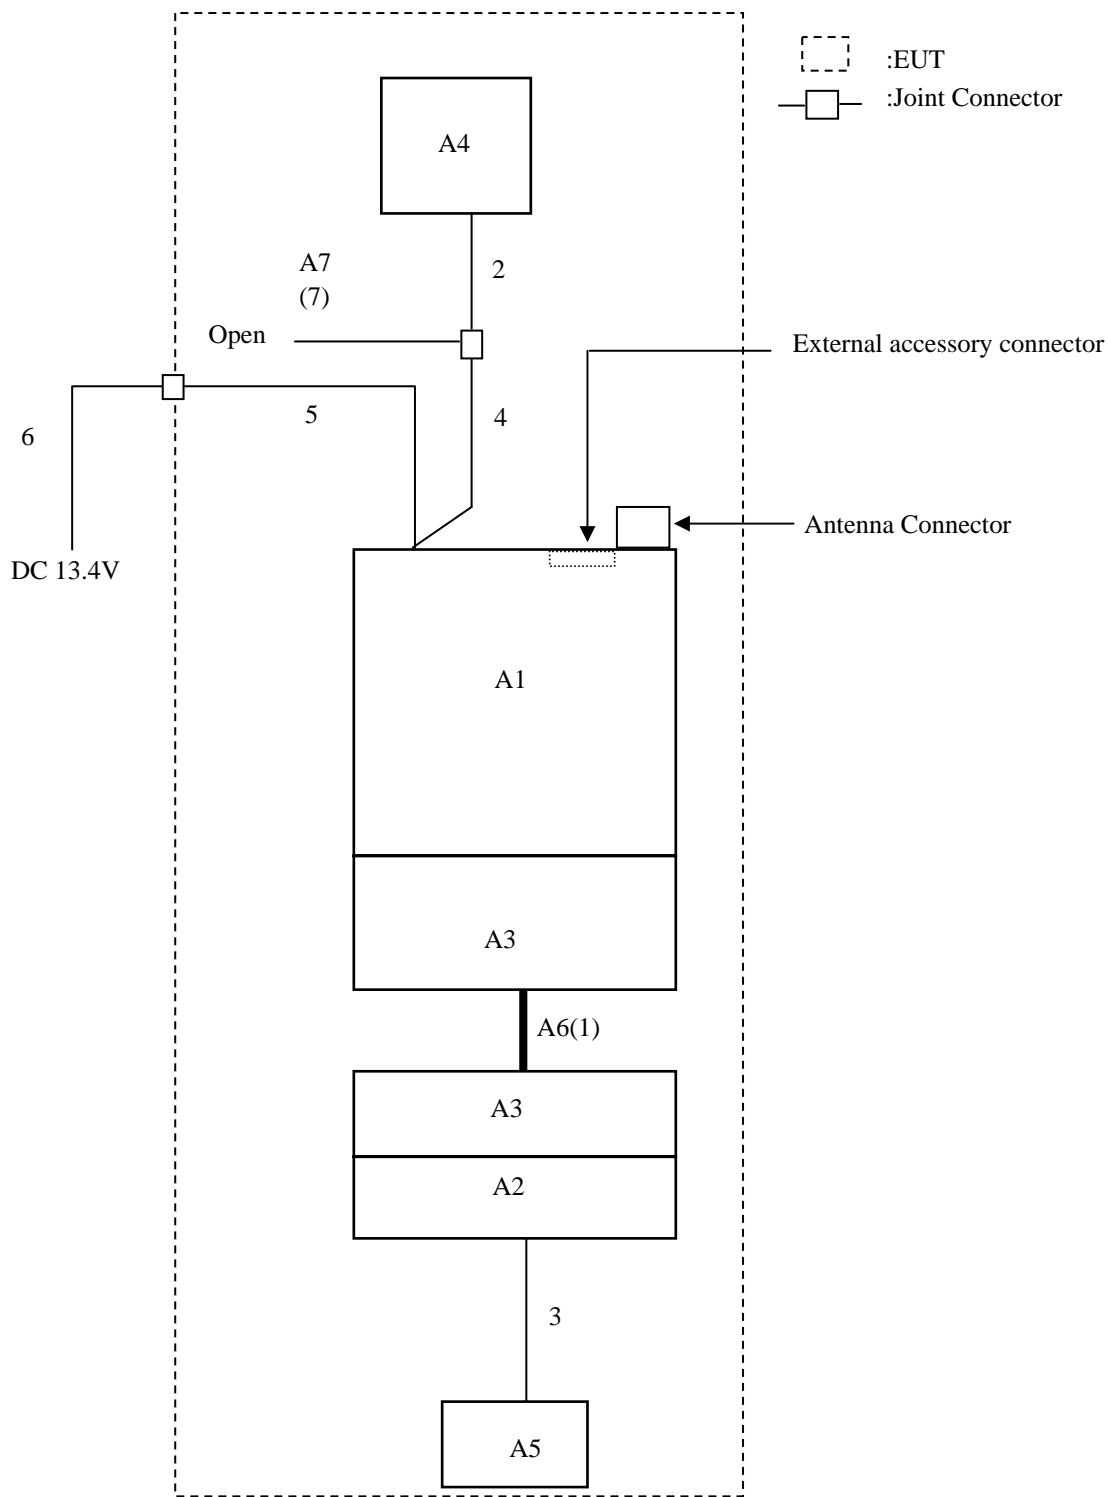 :EUT
:Joint Connector
A4
A7
(7)
2
Open
External accessory connector
5
4
6
Antenna Connector
DC 13.4V
A1
A3
A6(1)
A3
A2
3
A5